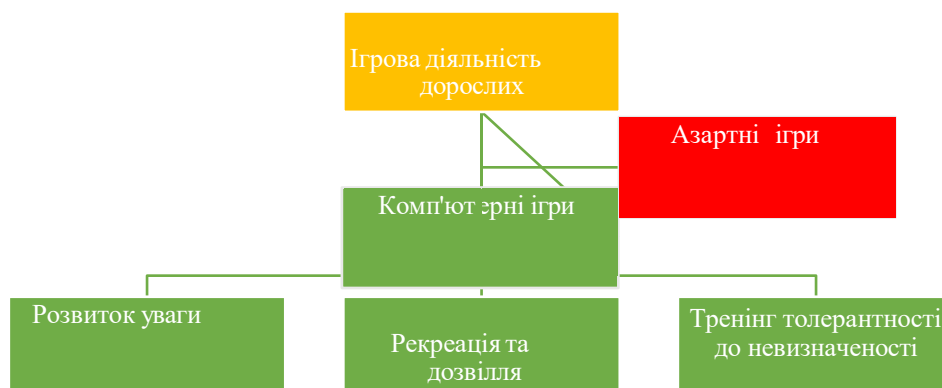 Ігрова діяльність
дорослих
Азартні ігри
Комп'ютерні ігри
Розвиток уваги
Рекреація та
дозвілля
Тренінг толерантності
до невизначеності